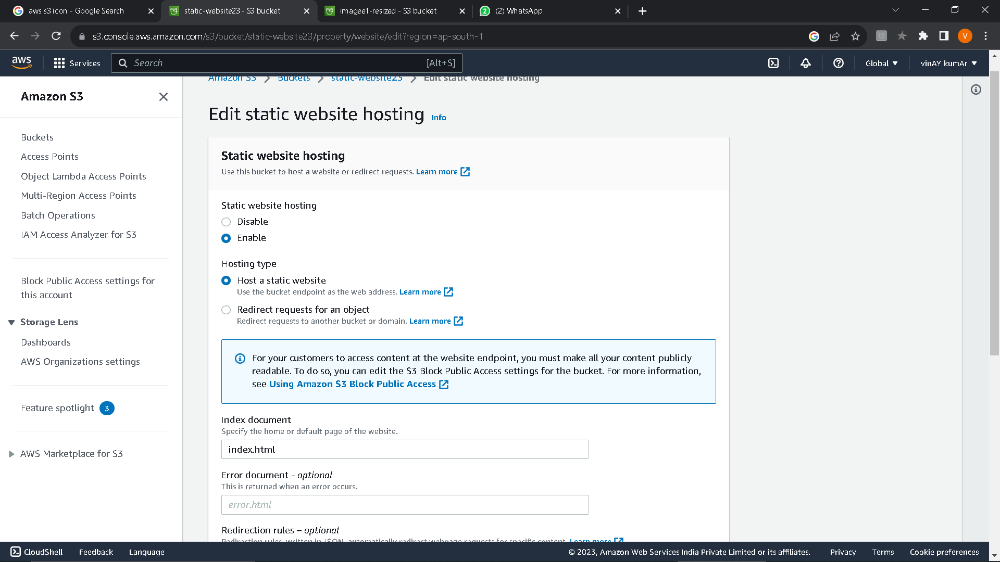 aws s3 icon - Google Search
static-website23 - S3 bucket
imagee1-resized - S3 bucket
(2) WhatsApp
s3.console.aws.amazon.com/s3/bucket/static-website23/property/website/edit?region=ap-south-1
V
aws
Services
Search
[Alt+S]
Global
vinAY kumAr
Amazon S3 > Buckets > static-website23 > Edit static website hosting
Amazon S3
Buckets
Access Points
Object Lambda Access Points
Multi-Region Access Points
Batch Operations
IAM Access Analyzer for S3
Block Public Access settings for
this account
Storage Lens
Dashboards
AWS Organizations settings
Feature spotlight 3
AWS Marketplace for S3
Edit static website hosting Info
Static website hosting
Use this bucket to host a website or redirect requests. Learn more
Static website hosting
Disable
Enable
Hosting type
Host a static website
Use the bucket endpoint as the web address. Learn more
Redirect requests for an object
Redirect requests to another bucket or domain. Learn more
For your customers to access content at the website endpoint, you must make all your content publicly
readable. To do so, you can edit the S3 Block Public Access settings for the bucket. For more information,
see Using Amazon S3 Block Public Access
Index document
Specify the home or default page of the website.
index.html
Error document - optional
This is returned when an error occurs.
error.html
Redirection rules – optional
Redirection rules, written in JSON, automatically redirect webpage requests for specific content. Learn more
CloudShell
Feedback
Language
© 2023, Amazon Web Services India Private Limited or its affiliates.
Privacy
Terms
Cookie preferences